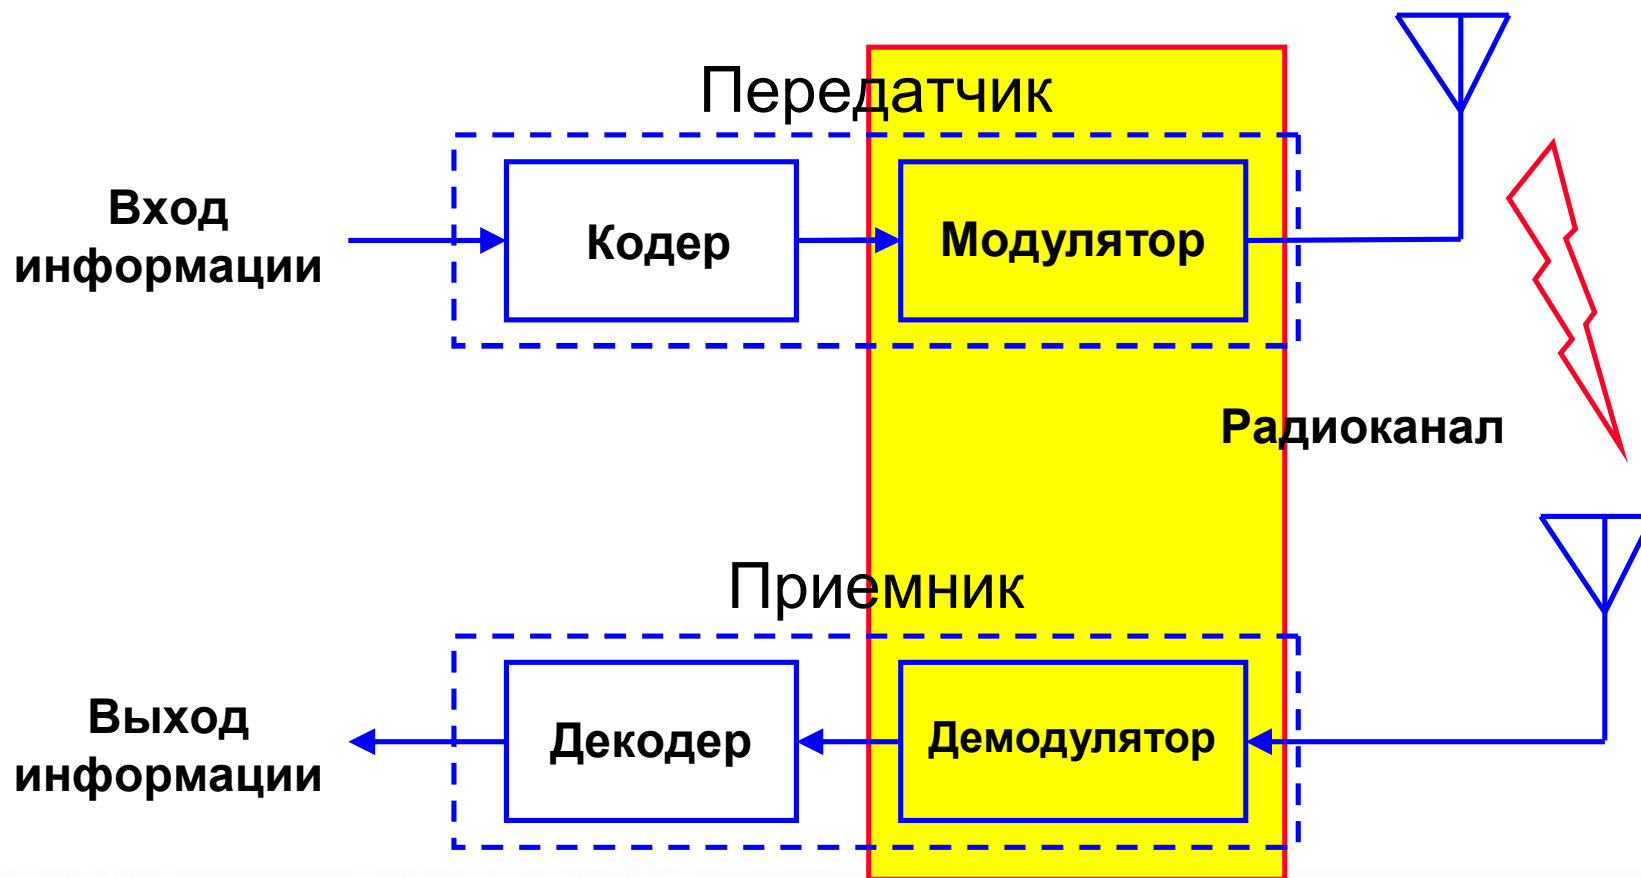 Передатчик
Вход
информации
Кодер
Модулятор
Радиоканал
Приемник
Выход
информации
Декодер
Демодулятор